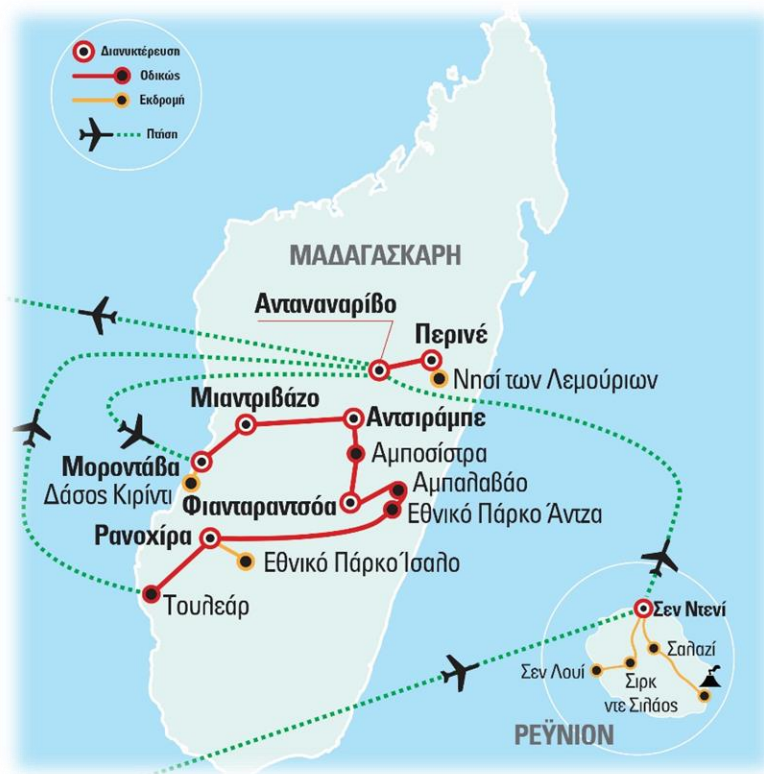 Διανυκτέρευση
Οδικώς
Εκδρομή
Πτήση
ΜΑΔΑΓΑΣΚΑΡΗ
Ανταναναρίβο
Περινέ
Νησί των Λεμούριων
Μιαντριβάζο
Αντσιράμπε
Μοροντάβα
Αμποσίστρα
Δάσος Κιρίντι
Αμπαλαβάο
Φιανταραντσόα
Εθνικό Πάρκο Άντζα
Ρανοχίρα
Εθνικό Πάρκο Ίσαλο
Τουλεάρ
Σεν Ντενί
Σαλαζί
Σεν Λουί
Σιρκ
ντε Σιλάος
ΡΕΫΝΙΟΝ